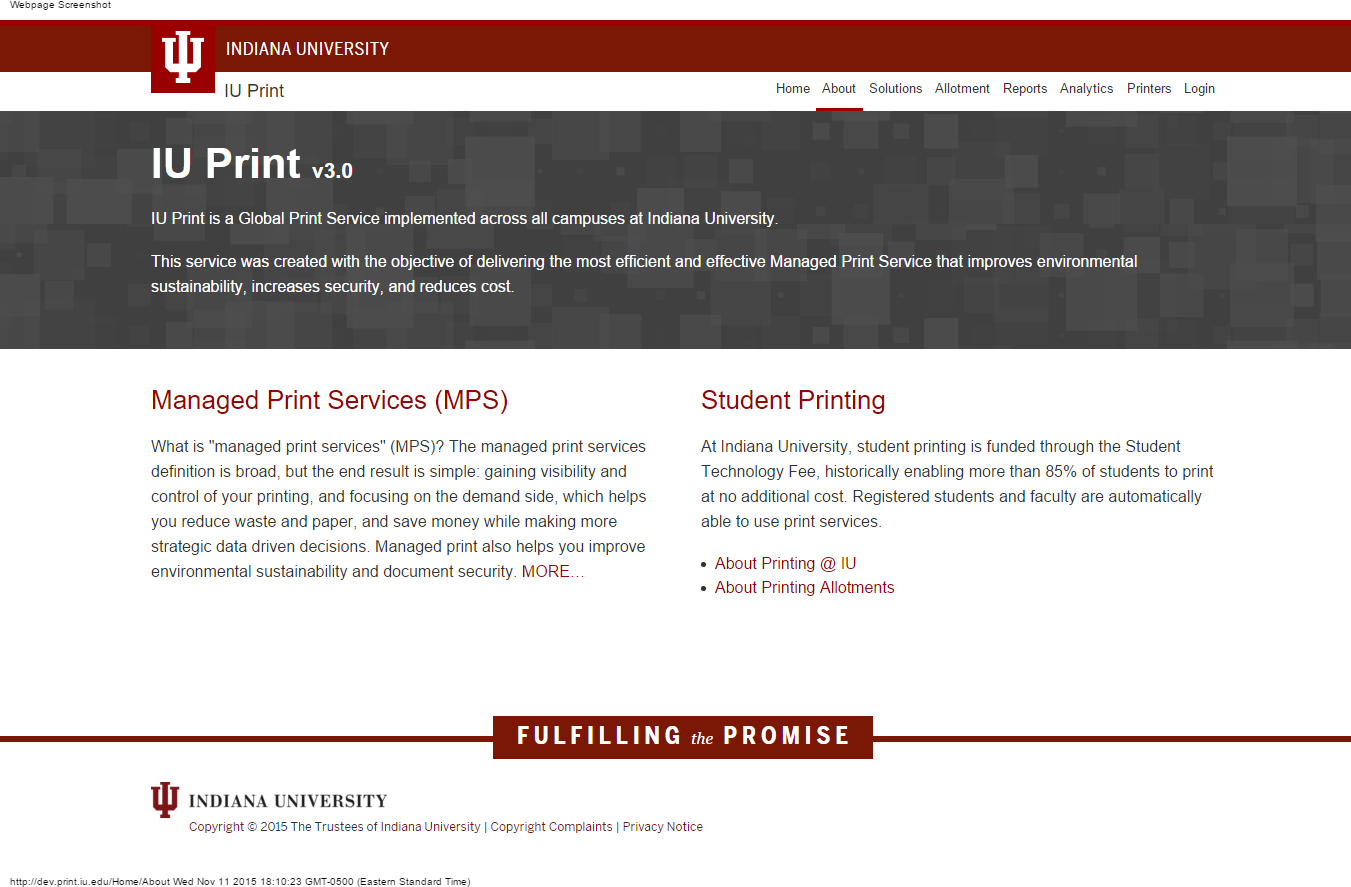 Webpage Screenshot
INDIANA UNIVERSITY
IU Print
Home About Solutions Allotment Reports Analytics Printers Login
IU Print v3.0
IU Print is a Global Print Service implemented across all campuses at Indiana University.
This service was created with the objective of delivering the most efficient and effective Managed Print Service that improves environmental
sustainability, increases security, and reduces cost.
Managed Print Services (MPS)
What is "managed print services" (MPS)? The managed print services
definition is broad, but the end result is simple: gaining visibility and
control of your printing, and focusing on the demand side, which helps
you reduce waste and paper, and save money while making more
strategic data driven decisions. Managed print also helps you improve
environmental sustainability and document security. MORE…
Student Printing
At Indiana University, student printing is funded through the Student
Technology Fee, historically enabling more than 85% of students to print
at no additional cost. Registered students and faculty are automatically
able to use print services.
• About Printing @ IU
• About Printing Allotments
FULFILLING the PROMISE
INDIANA UNIVERSITY
Copyright © 2015 The Trustees of Indiana University | Copyright Complaints | Privacy Notice
http://dev.print.iu.edu/Home/About Wed Nov 11 2015 18:10:23 GMT-0500 (Eastern Standard Time)